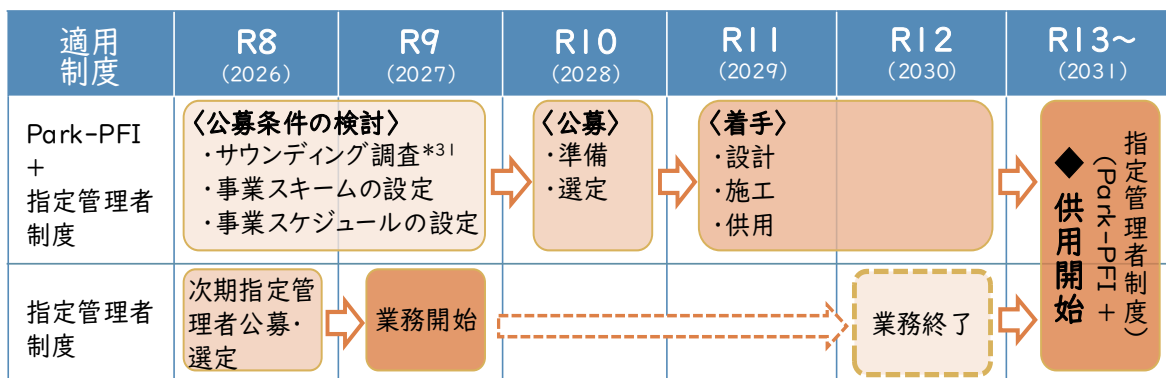 適用
制度
R8
(2026)
R9
(2027)
R10
(2028)
R11
(2029)
R12
(2030)
R13~
(2031)
Park-PFI
+
指定管理者
制度
〈公募条件の検討〉
・サウンディング調査*31
・事業スキームの設定
・事業スケジュールの設定
〈公募〉
・準備
・選定
〈着手〉
・設計
・施工
・供用
◆ 供用開始
(Park-PFI +
指定管理者制度)
指定管理者
制度
次期指定管
理者公募・
選定
業務開始
業務終了